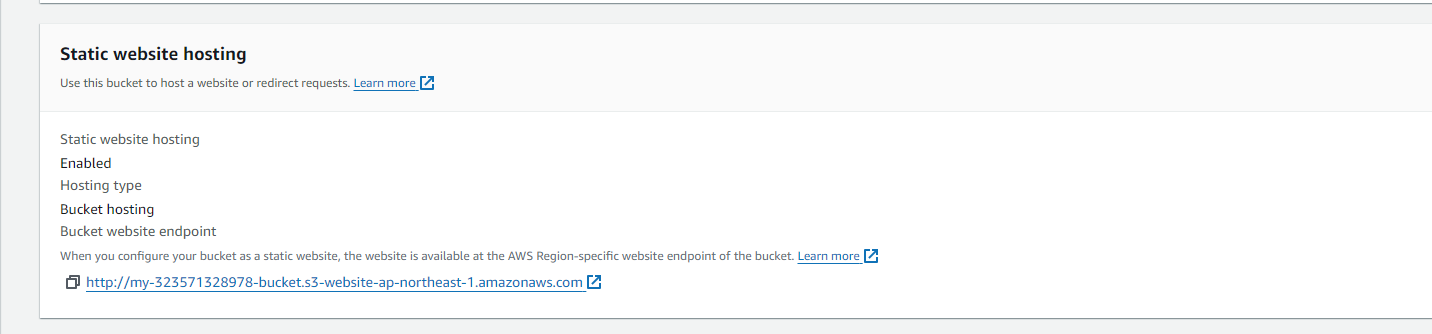 Static website hosting
Use this bucket to host a website or redirect requests. Learn more
Static website hosting
Enabled
Hosting type
Bucket hosting
Bucket website endpoint
When you configure your bucket as a static website, the website is available at the AWS Region-specific website endpoint of the bucket. Learn more
http://my-323571328978-bucket.s3-website-ap-northeast-1.amazonaws.com